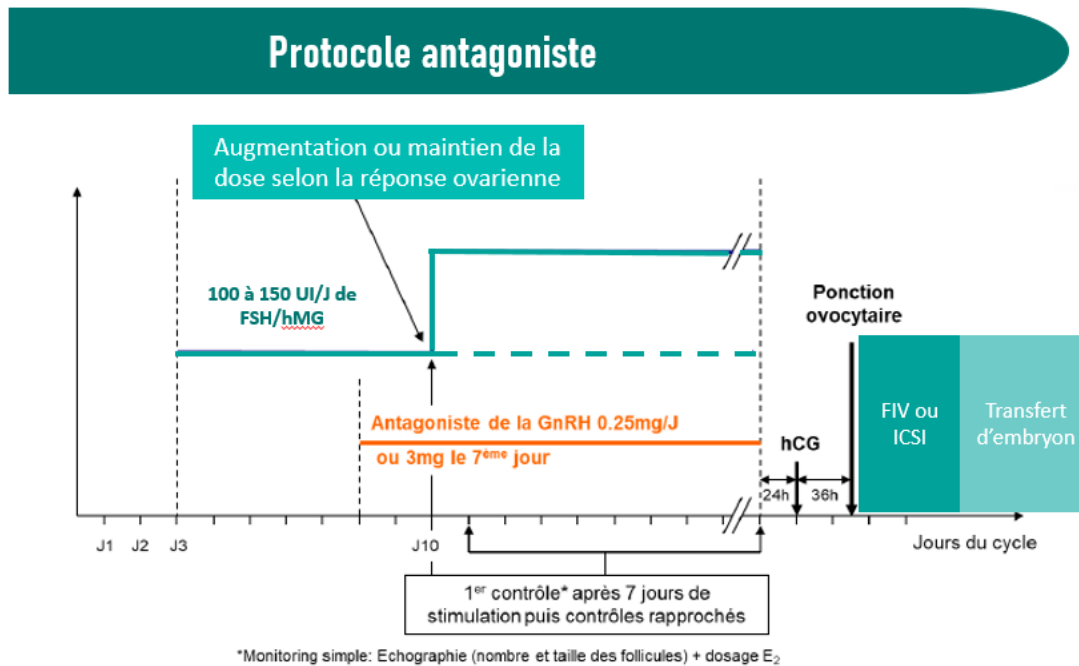 Protocole antagoniste
Augmentation ou maintien de la
dose selon la réponse ovarienne
100 à 150 UI/J de
FSH/hMG
Ponction
ovocytaire
Antagoniste de la GnRH 0.25mg/J
ou 3mg le 7ème jour
hCG
FIV ou
ICSI
Transfert
d'embryon
24h
36h
J1
J2
J3
J10
Jours du cycle
1er contrôle* après 7 jours de
stimulation puis contrôles rapprochés
*Monitoring simple: Echographie (nombre et taille des follicules) + dosage E2